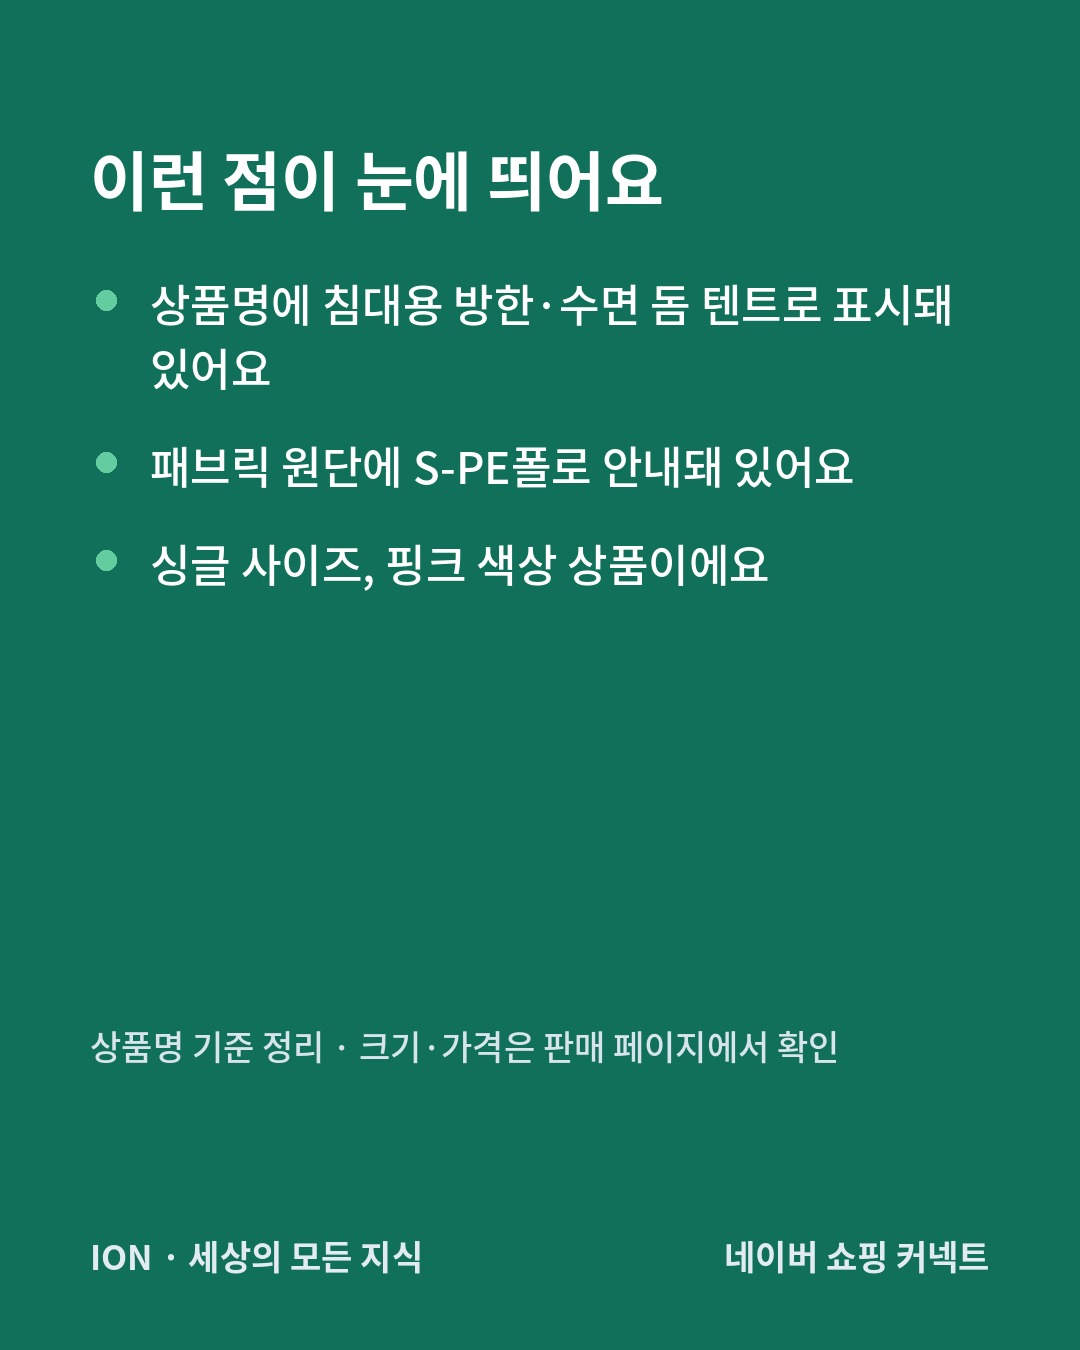 이런 점이 눈에 띄어요
상품명에 침대용 방한·수면 돔 텐트로 표시돼
있어요
패브릭 원단에 S-PE폴로 안내돼 있어요
싱글 사이즈, 핑크 색상 상품이에요
상품명 기준 정리 · 크기·가격은 판매 페이지에서 확인
ION · 세상의 모든 지식
네이버 쇼핑 커넥트